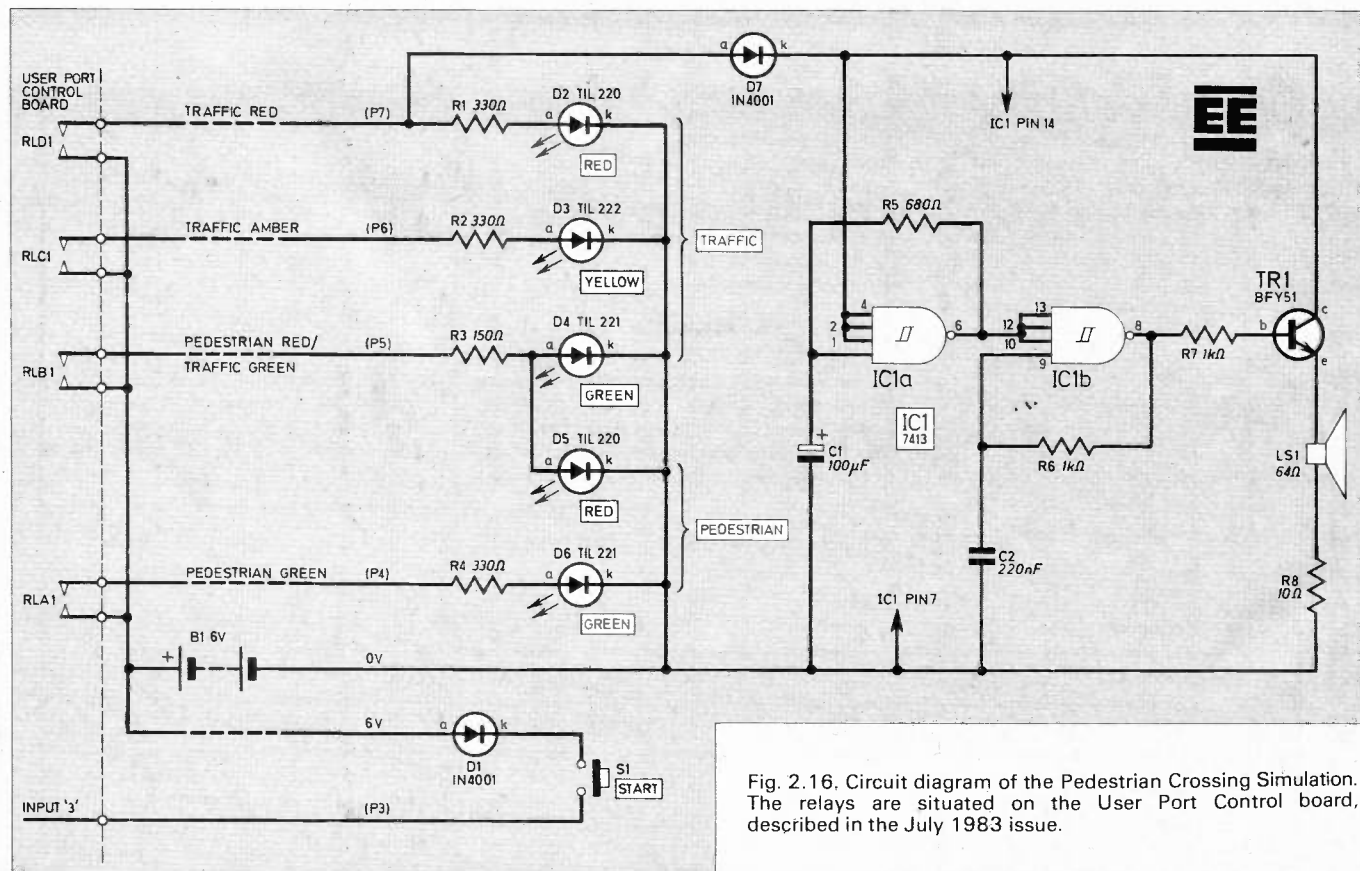 USER PORT
CONTROL
BOARD
TRAFFIC RED
(P7)
R1 330Ω
D2 TIL 220
a
k
RED
RLD1
a
k
D7
IN4001
IC1 PIN 14
EE
TRAFFIC AMBER
(P6)
R2 330Ω
D3 TIL 222
a
k
YELLOW
RLC1
TRAFFIC
PEDESTRIAN RED/
TRAFFIC GREEN
(P5)
R3 150Ω
D4 TIL 221
a
k
GREEN
RLB1
D5 TIL 220
a
k
RED
PEDESTRIAN
PEDESTRIAN GREEN
(P4)
R4 330Ω
D6 TIL 221
a
k
GREEN
RLA1
R5 680Ω
4
2
1
6
IC1a
13
12
10
9
8
IC1b
IC1
7413
R7 1kΩ
TR1
BFY51
b
c
e
+
C1
100µF
R6 1kΩ
LS1
64Ω
C2
220nF
R8
10Ω
IC1 PIN7
B1 6V
+
0V
6V
a
k
D1
IN4001
S1
START
INPUT '3'
(P3)
Fig. 2.16. Circuit diagram of the Pedestrian Crossing Simulation.
The relays are situated on the User Port Control board,
described in the July 1983 issue.